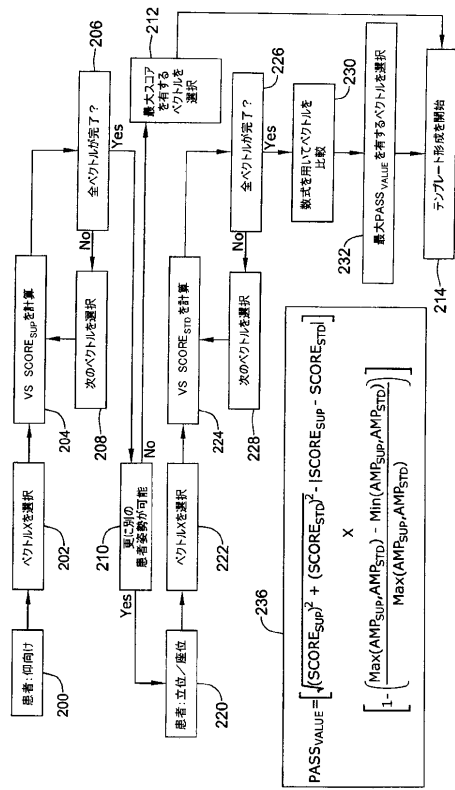 患者:仰向け
200
ベクトルXを選択
202
VS SCORE_SUPを計算
204
全ベクトルが完了?
206
No
次のベクトルを選択
208
Yes
更に別の
患者姿勢が可能
210
No
最大スコア
を有する
ベクトルを
選択
212
Yes
患者:立位/座位
220
ベクトルXを選択
222
VS SCORE_STDを計算
224
全ベクトルが完了?
226
No
次のベクトルを選択
228
Yes
数式を用いてベクトルを
比較
230
最大PASS_VALUEを有するベクトルを選択
232
テンプレート形成を開始
214
236
PASS_VALUE = [√((SCORE_SUP)² + (SCORE_STD)²) - |SCORE_SUP - SCORE_STD|]
X
[1-(Max(AMP_SUP,AMP_STD) - Min(AMP_SUP,AMP_STD)
Max(AMP_SUP,AMP_STD))]